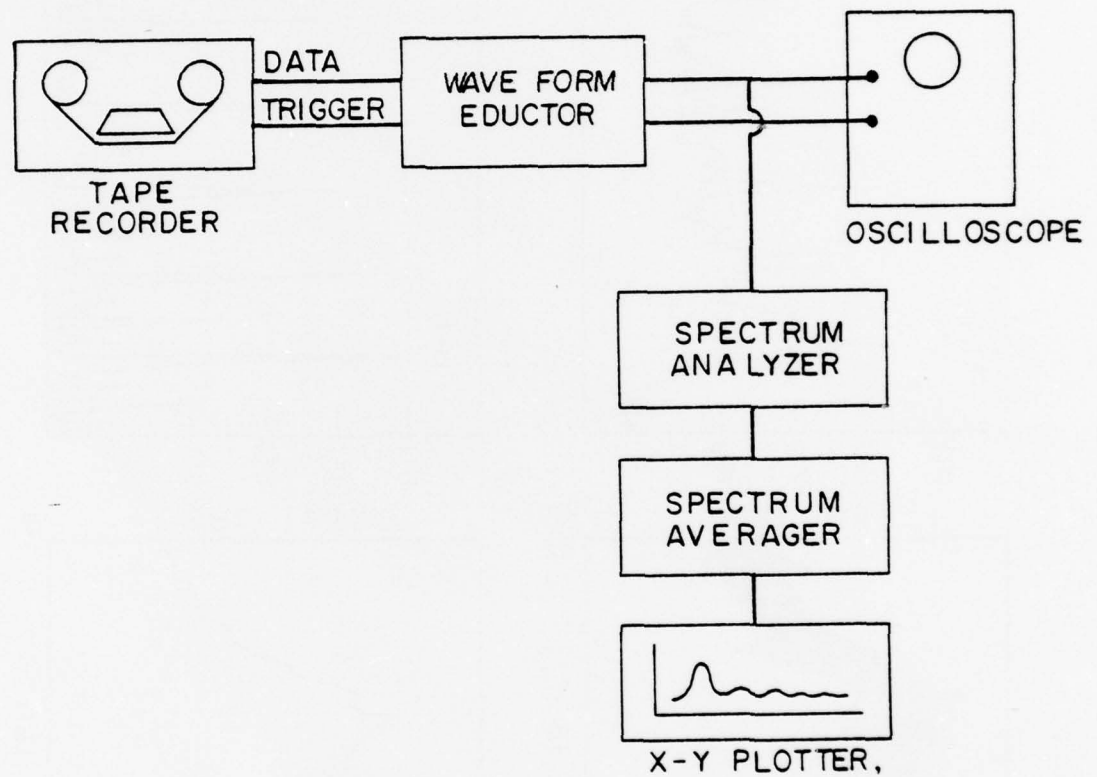 DATA
TRIGGER
TAPE
RECORDER
WAVE FORM
EDUCTOR
OSCILLOSCOPE
SPECTRUM
ANALYZER
SPECTRUM
AVERAGER
X-Y PLOTTER,